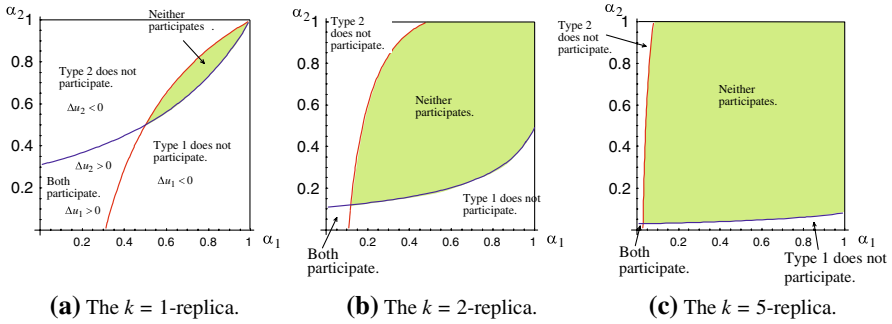 α2
1
0.8
0.6
0.4
0.2
0.2
0.4
0.6
0.8
1
α1
Neither
participates .
Type 2 does not
participate.
Δu2 < 0
Δu2 > 0
Both
participate.
Δu1 > 0
Type 1 does not
participate.
Δu1 < 0
(a) The k = 1-replica.
α2
1
0.8
0.6
0.4
0.2
0.2
0.4
0.6
0.8
1
α1
Type 2
does not
participate.
Neither
participates.
Type 1 does not
participate.
Both
participate.
(b) The k = 2-replica.
α2
1
0.8
0.6
0.4
0.2
0.2
0.4
0.6
0.8
1
α1
Type 2
does not
participate.
Neither
participates.
Both
participate.
Type 1 does not
participate.
(c) The k = 5-replica.